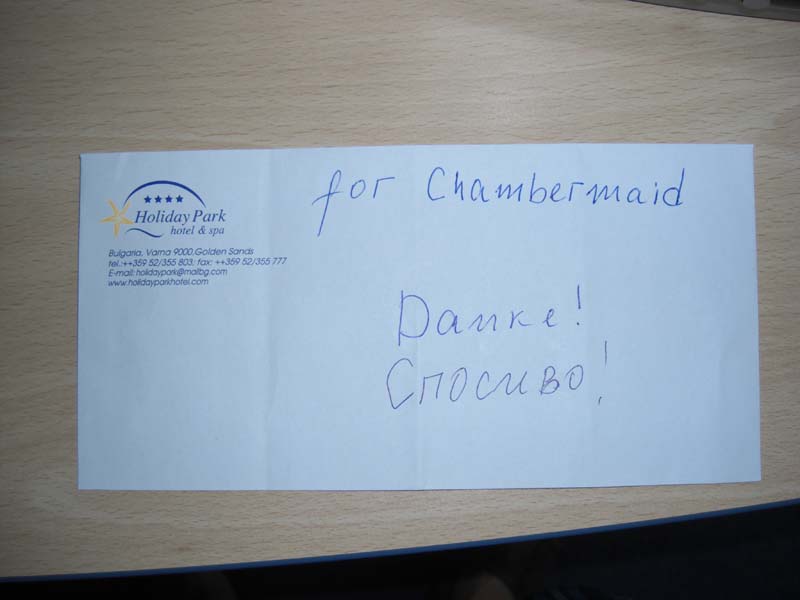 for Chambermaid
Holiday Park
hotel & spa
Bulgaria, Varna 9000,Golden Sands
tel.:++359 52/355 803; fax: ++359 52/355 777
E-mail: holidaypark@mailbg.com
www.holidayparkhotel.com
Danke!
Спосиво!